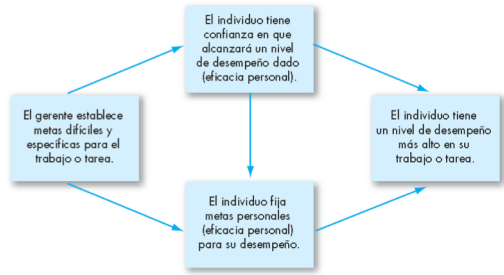 El individuo tiene
confianza en que
alcanzará un nivel
de desempeño dado
(eficacia personal).
El gerente establece
metas difíciles y
específicas para el
trabajo o tarea.
El individuo tiene
un nivel de desempeño
más alto en su
trabajo o tarea.
El individuo fija
metas personales
(eficacia personal)
para su desempeño.